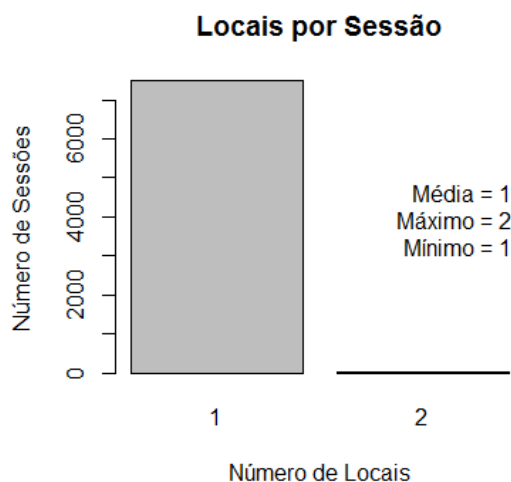 Locais por Sessão
Número de Sessões
6000
4000
2000
0
Média = 1
Máximo = 2
Mínimo = 1
1
2
Número de Locais